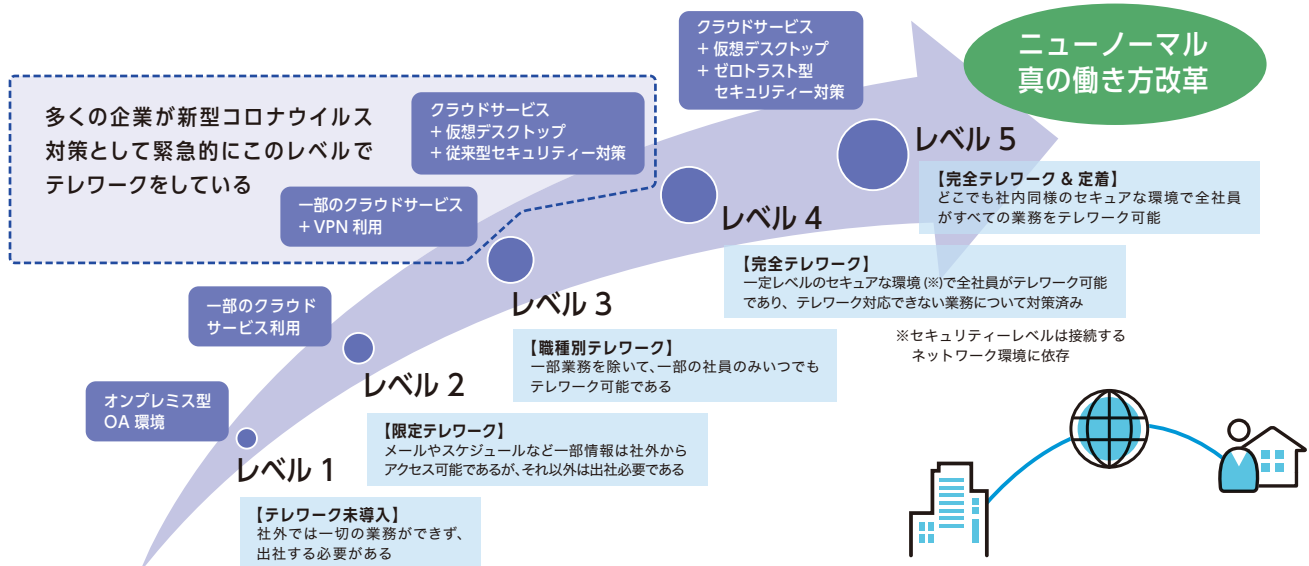 ニューノーマル
真の働き方改革
クラウドサービス
+ 仮想デスクトップ
+ ゼロトラスト型
セキュリティー対策
多くの企業が新型コロナウイルス
対策として緊急的にこのレベルで
テレワークをしている
クラウドサービス
+ 仮想デスクトップ
+ 従来型セキュリティー対策
一部のクラウドサービス
+ VPN 利用
一部のクラウド
サービス利用
オンプレミス型
OA 環境
レベル 5
【完全テレワーク & 定着】
どこでも社内同様のセキュアな環境で全社員
がすべての業務をテレワーク可能
レベル 4
【完全テレワーク】
一定レベルのセキュアな環境 (※)で全社員がテレワーク可能
であり、テレワーク対応できない業務について対策済み
※セキュリティーレベルは接続する
ネットワーク環境に依存
レベル 3
【職種別テレワーク】
一部業務を除いて、一部の社員のみいつでも
テレワーク可能である
レベル 2
【限定テレワーク】
メールやスケジュールなど一部情報は社外から
アクセス可能であるが、それ以外は出社必要である
レベル 1
【テレワーク未導入】
社外では一切の業務ができず、
出社する必要がある